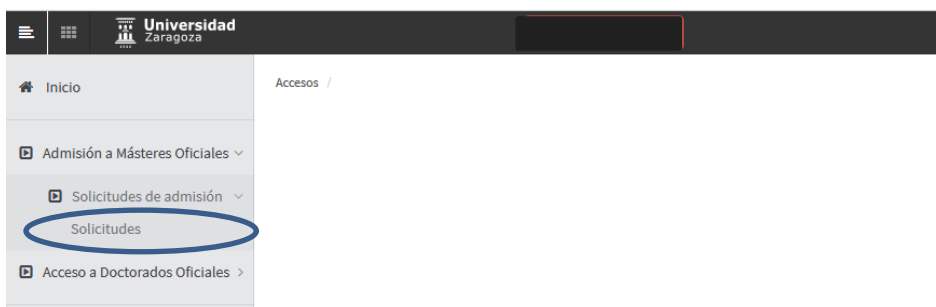 Universidad
Zaragoza
Inicio
Accesos /
Admisión a Másteres Oficiales
Solicitudes de admisión
Solicitudes
Acceso a Doctorados Oficiales